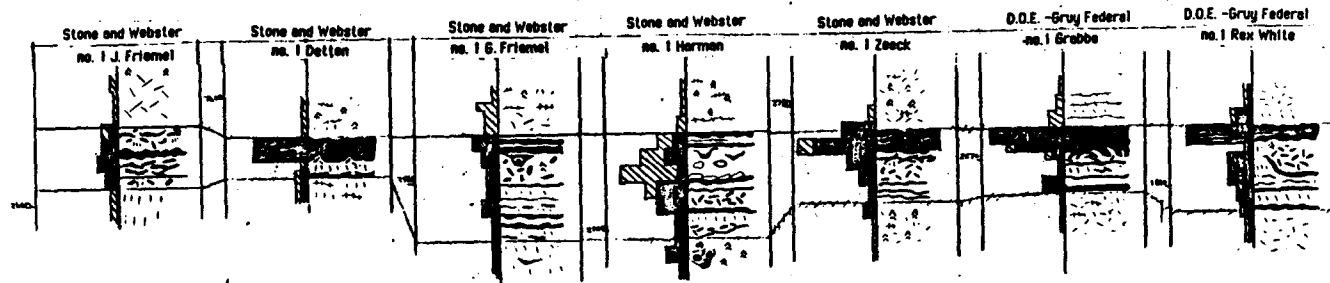 Stone and Webster
no. 1 J. Friemel
Stone and Webster
no. 1 Detten
Stone and Webster
no. 1 G. Friemel
Stone and Webster
no. 1 Harman
Stone and Webster
no. 1 Zeeck
D.O.E. -Gruy Federal
no. 1 Grabbe
D.O.E. -Gruy Federal
no. 1 Rex White